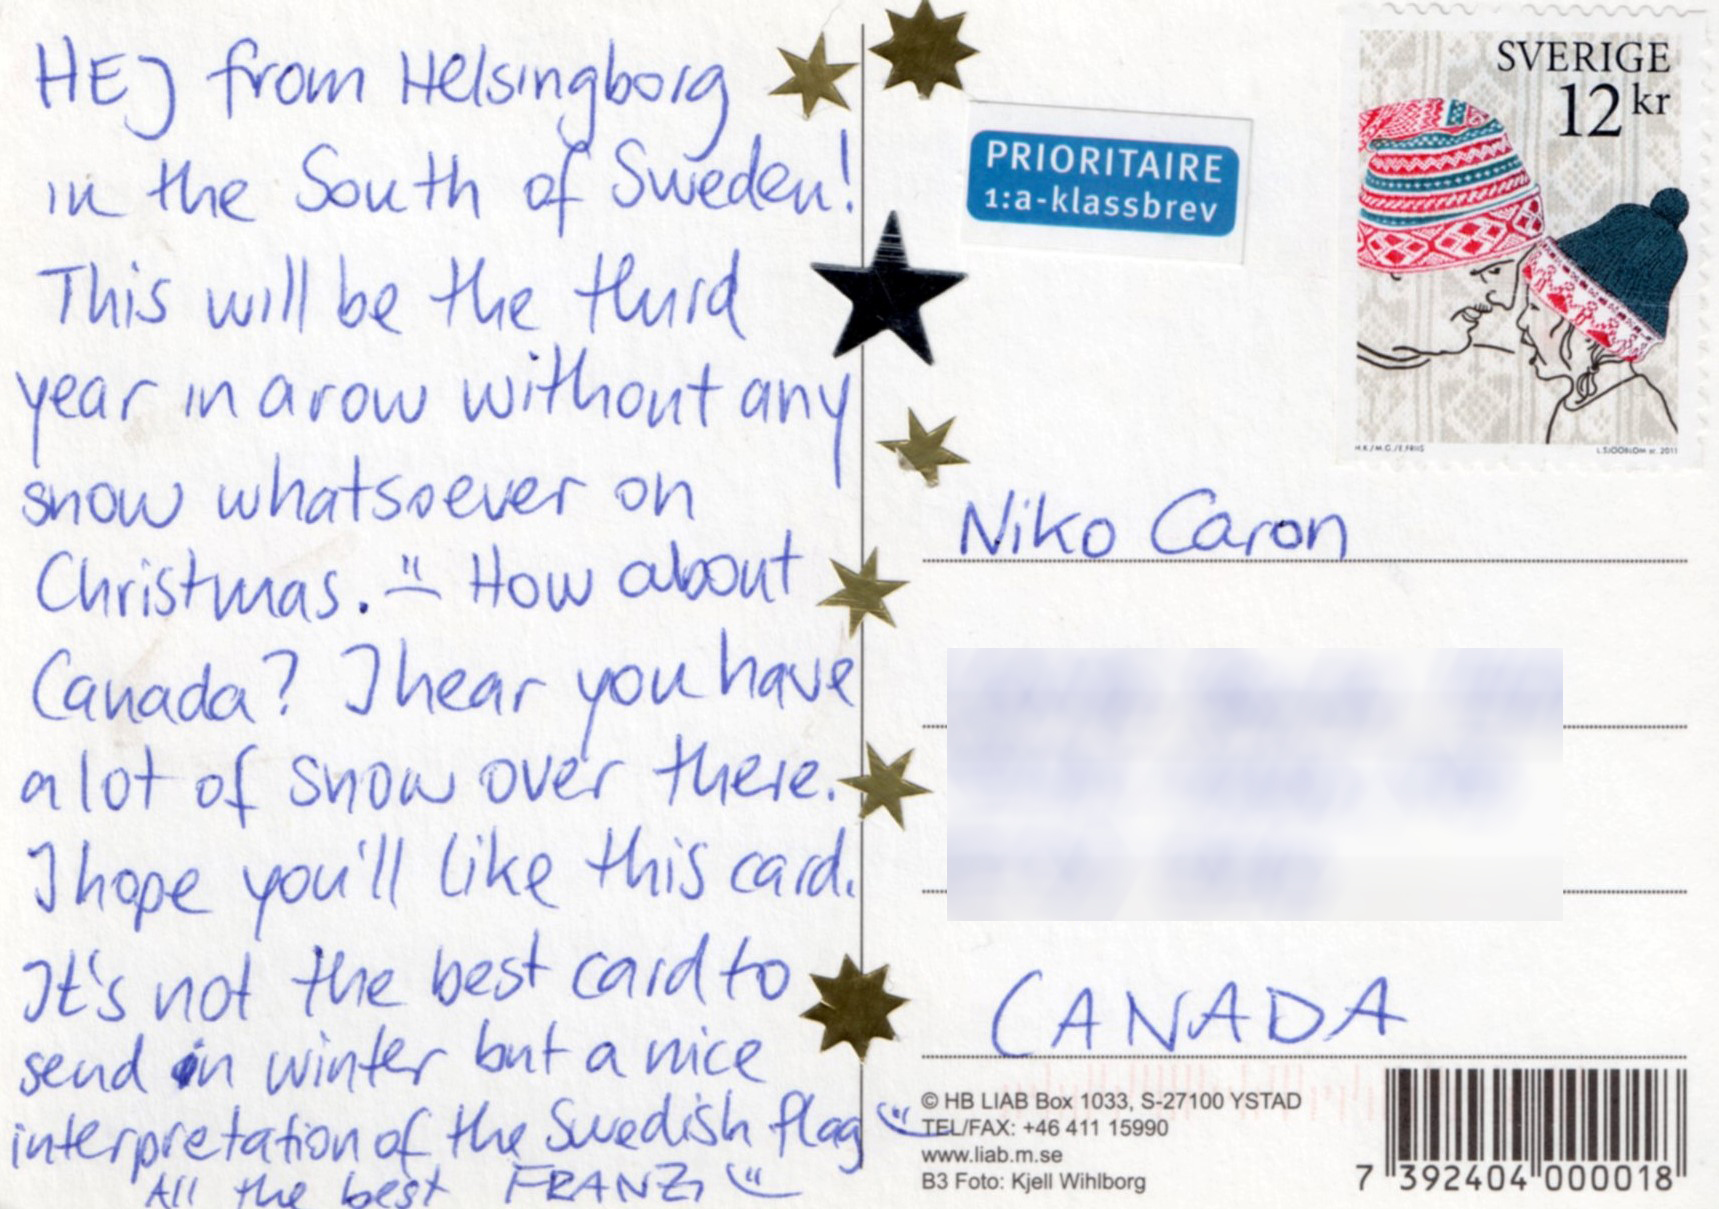 HEJ from Helsingborg
in the South of Sweden!
This will be the third
year in a row without any
snow whatsoever on
Christmas. How about
Canada? I hear you have
a lot of snow over there.
I hope you'll like this card.
It's not the best card to
send in winter but a nice
interpretation of the Swedish flag
All the best FRANZI
PRIORITAIRE
1:a-klassbrev
SVERIGE
12 kr
H.K./M.G./E.FRIIS
L.SJÖÖBLOM sc. 2011
Niko Caron
CANADA
© HB LIAB Box 1033, S-27100 YSTAD
TEL/FAX: +46 411 15990
www.liab.m.se
B3 Foto: Kjell Wihlborg
7 392404 000018